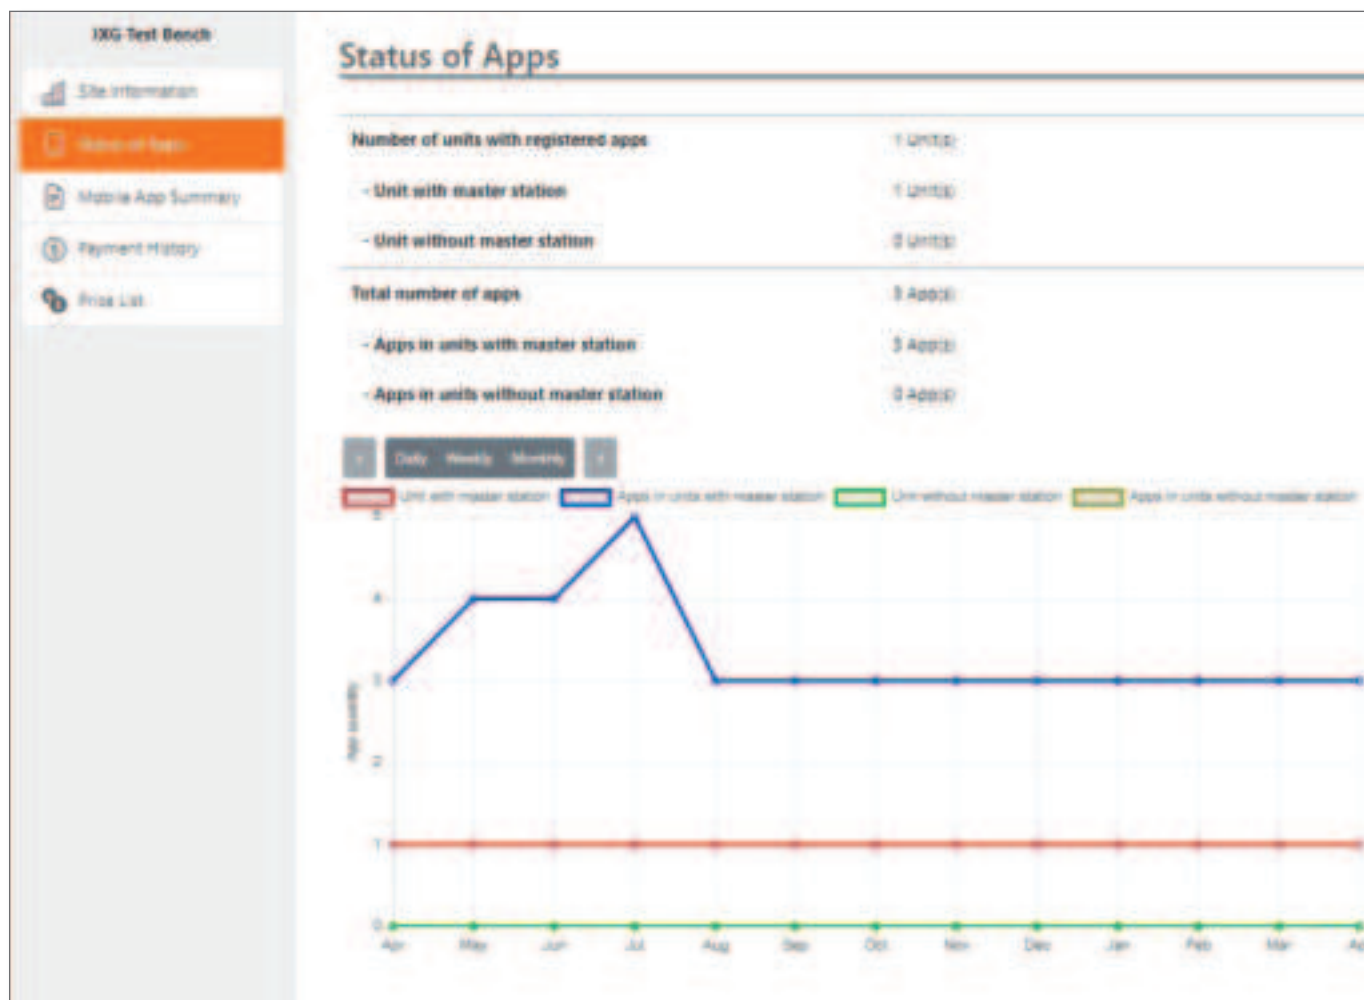 IXG Test Bench
Site Information
Status of Apps
Mobile App Summary
Payment History
Price List
Status of Apps
Number of units with registered apps 1 Unit(s)
- Unit with master station 1 Unit(s)
- Unit without master station 0 Unit(s)
Total number of apps 3 App(s)
- Apps in units with master station 3 App(s)
- Apps in units without master station 0 App(s)
Daily Weekly Monthly
Unit with master station Apps in units with master station Unit without master station Apps in units without master station
5
4
3
2
1
0
App quantity
Apr May Jun Jul Aug Sep Oct Nov Dec Jan Feb Mar Ap